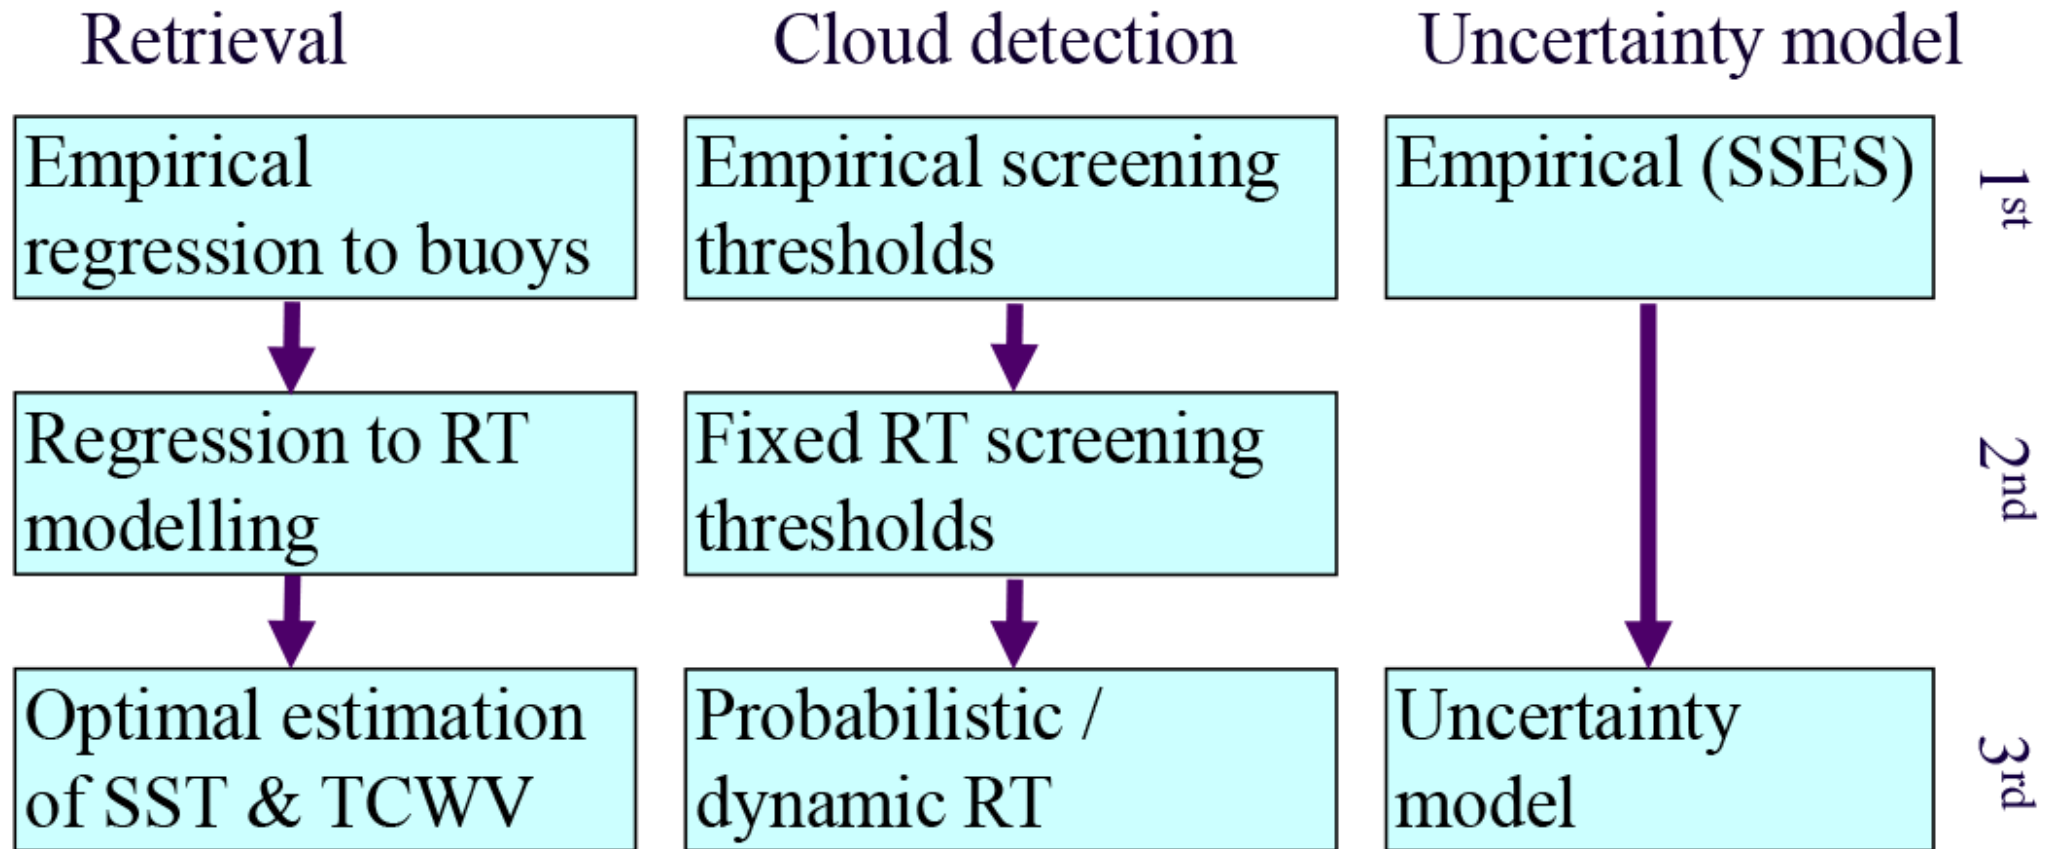 Retrieval
Cloud detection
Uncertainty model
Empirical
regression to buoys
Empirical screening
thresholds
Empirical (SSES)
1st
Regression to RT
modelling
Fixed RT screening
thresholds
2nd
Optimal estimation
of SST & TCWV
Probabilistic /
dynamic RT
Uncertainty
model
3rd